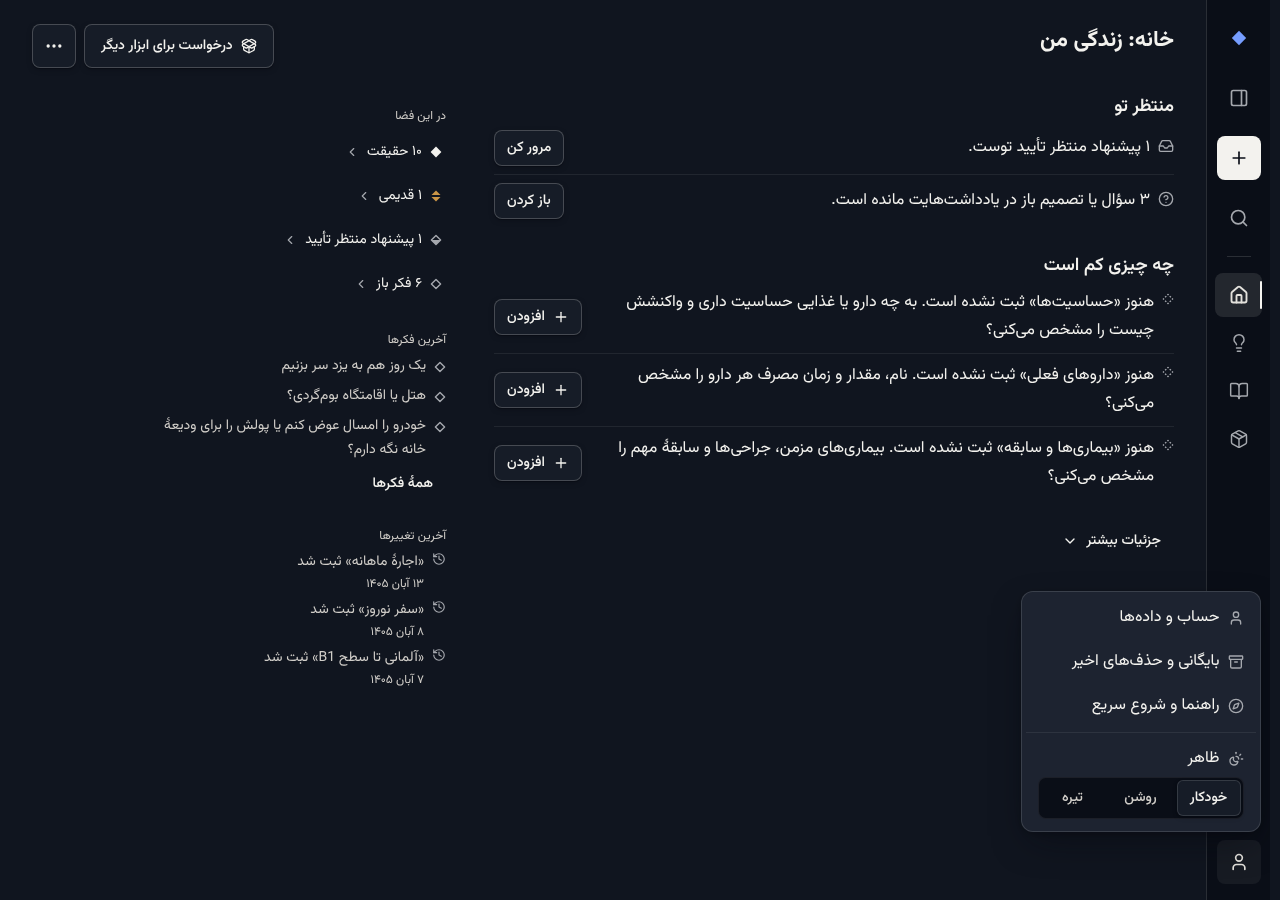 خانه: زندگی من
درخواست برای ابزار دیگر
منتظر تو
۱ پیشنهاد منتظر تأیید توست.
مرور کن
۳ سؤال یا تصمیم باز در یادداشت‌هایت مانده است.
باز کردن
چه چیزی کم است
هنوز «حساسیت‌ها» ثبت نشده است. به چه دارو یا غذایی حساسیت داری و واکنشش
چیست را مشخص می‌کنی؟
افزودن
هنوز «داروهای فعلی» ثبت نشده است. نام، مقدار و زمان مصرف هر دارو را مشخص
می‌کنی؟
افزودن
هنوز «بیماری‌ها و سابقه» ثبت نشده است. بیماری‌های مزمن، جراحی‌ها و سابقهٔ مهم را
مشخص می‌کنی؟
افزودن
جزئیات بیشتر
در این فضا
۱۰ حقیقت
۱ قدیمی
۱ پیشنهاد منتظر تأیید
۶ فکر باز
آخرین فکرها
یک روز هم به یزد سر بزنیم
هتل یا اقامتگاه بوم‌گردی؟
خودرو را امسال عوض کنم یا پولش را برای ودیعهٔ
خانه نگه دارم؟
همهٔ فکرها
آخرین تغییرها
«اجارهٔ ماهانه» ثبت شد
۱۳ آبان ۱۴۰۵
«سفر نوروز» ثبت شد
۸ آبان ۱۴۰۵
«آلمانی تا سطح B1» ثبت شد
۷ آبان ۱۴۰۵
حساب و داده‌ها
بایگانی و حذف‌های اخیر
راهنما و شروع سریع
ظاهر
خودکار
روشن
تیره